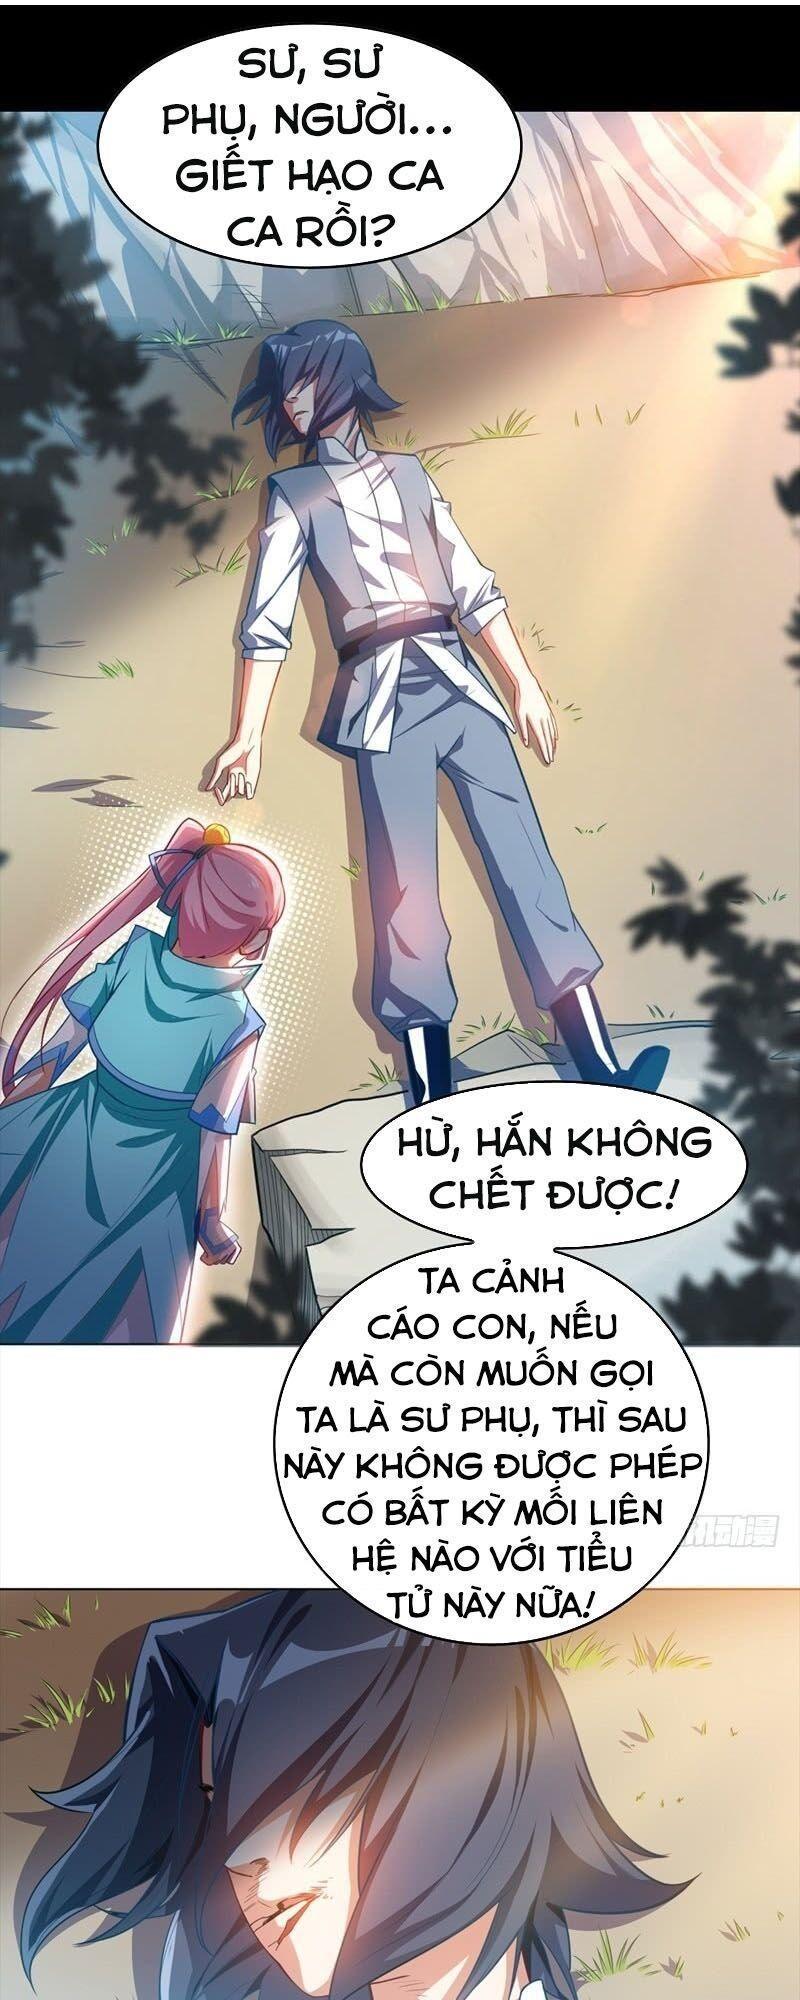 SƯ, SƯ
PHỤ, NGƯỜI...
GIẾT HẠO CA
CA RỒI?
HỪ, HẮN KHÔNG
CHẾT ĐƯỢC!
TA CẢNH
CÁO CON, NẾU
MÀ CÒN MUỐN GỌI
TA LÀ SƯ PHỤ, THÌ SAU
NÀY KHÔNG ĐƯỢC PHÉP
CÓ BẤT KỲ MỐI LIÊN
HỆ NÀO VỚI TIỂU
TỬ NÀY NỮA!
动漫